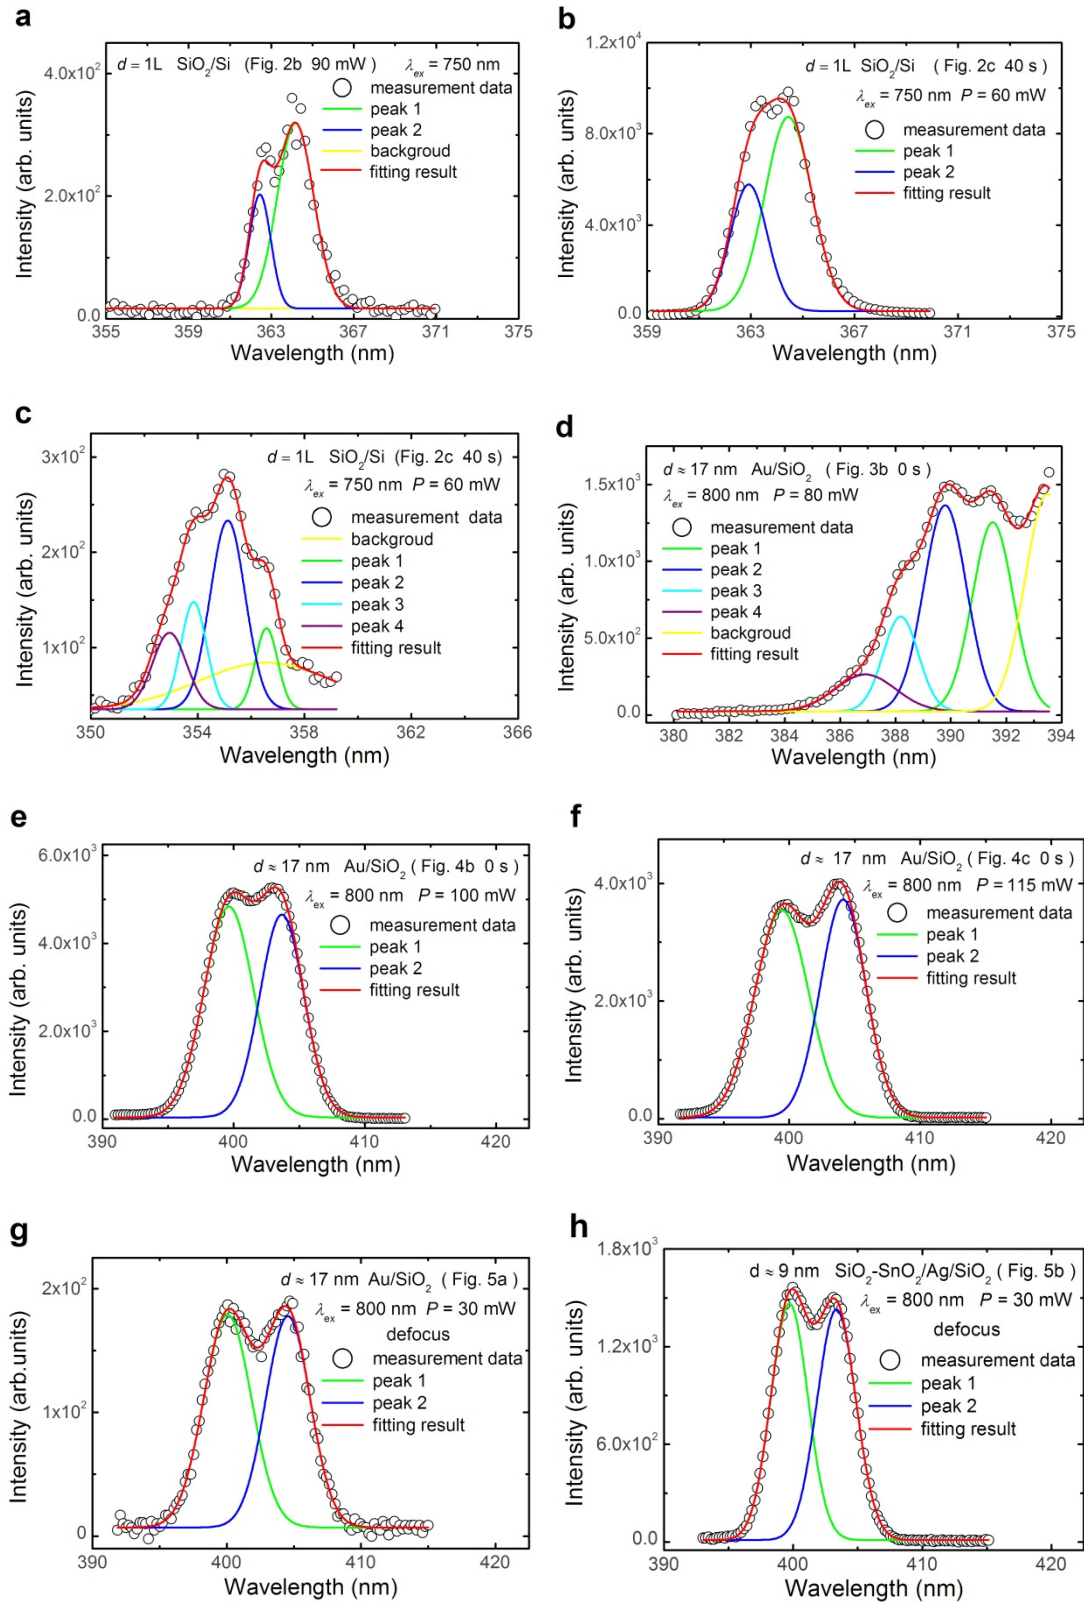 a
d = 1L SiO2/Si (Fig. 2b 90 mW ) λex = 750 nm
measurement data
peak 1
peak 2
backgroud
fitting result
4.0x10^2
2.0x10^2
0.0
Intensity (arb. units)
355 359 363 367 371 375
Wavelength (nm)
b
d = 1L SiO2/Si ( Fig. 2c 40 s )
λex = 750 nm P = 60 mW
measurement data
peak 1
peak 2
fitting result
1.2x10^4
9.0x10^3
6.0x10^3
3.0x10^3
0.0
Intensity (arb. units)
359 363 367 371 375
Wavelength (nm)
c
d = 1L SiO2/Si (Fig. 2c 40 s)
λex = 750 nm P = 60 mW
measurement data
backgroud
peak 1
peak 2
peak 3
peak 4
fitting result
3x10^2
2x10^2
1x10^2
Intensity (arb. units)
350 354 358 362 366
Wavelength (nm)
d
d ≈ 17 nm Au/SiO2 ( Fig. 3b 0 s )
λex = 800 nm P = 80 mW
measurement data
peak 1
peak 2
peak 3
peak 4
backgroud
fitting result
1.5x10^3
1.0x10^3
5.0x10^2
0.0
Intensity (arb. units)
380 382 384 386 388 390 392 394
Wavelength (nm)
e
d ≈ 17 nm Au/SiO2 ( Fig. 4b 0 s )
λex = 800 nm P = 100 mW
measurement data
peak 1
peak 2
fitting result
6.0x10^3
4.0x10^3
2.0x10^3
0.0
Intensity (arb. units)
390 400 410 420
Wavelength (nm)
f
d ≈ 17 nm Au/SiO2 ( Fig. 4c 0 s )
λex = 800 nm P = 115 mW
measurement data
peak 1
peak 2
fitting result
4.0x10^3
2.0x10^3
0.0
Intensity (arb. units)
390 400 410 420
Wavelength (nm)
g
d ≈ 17 nm Au/SiO2 ( Fig. 5a )
λex = 800 nm P = 30 mW
defocus
measurement data
peak 1
peak 2
fitting result
2x10^2
1x10^2
0
Intensity (arb.units)
390 400 410 420
Wavelength (nm)
h
d ≈ 9 nm SiO2-SnO2/Ag/SiO2 ( Fig. 5b )
λex = 800 nm P = 30 mW
defocus
measurement data
peak 1
peak 2
fitting result
1.8x10^3
1.2x10^3
6.0x10^2
0.0
Intensity (arb. units)
390 400 410 420
Wavelength (nm)